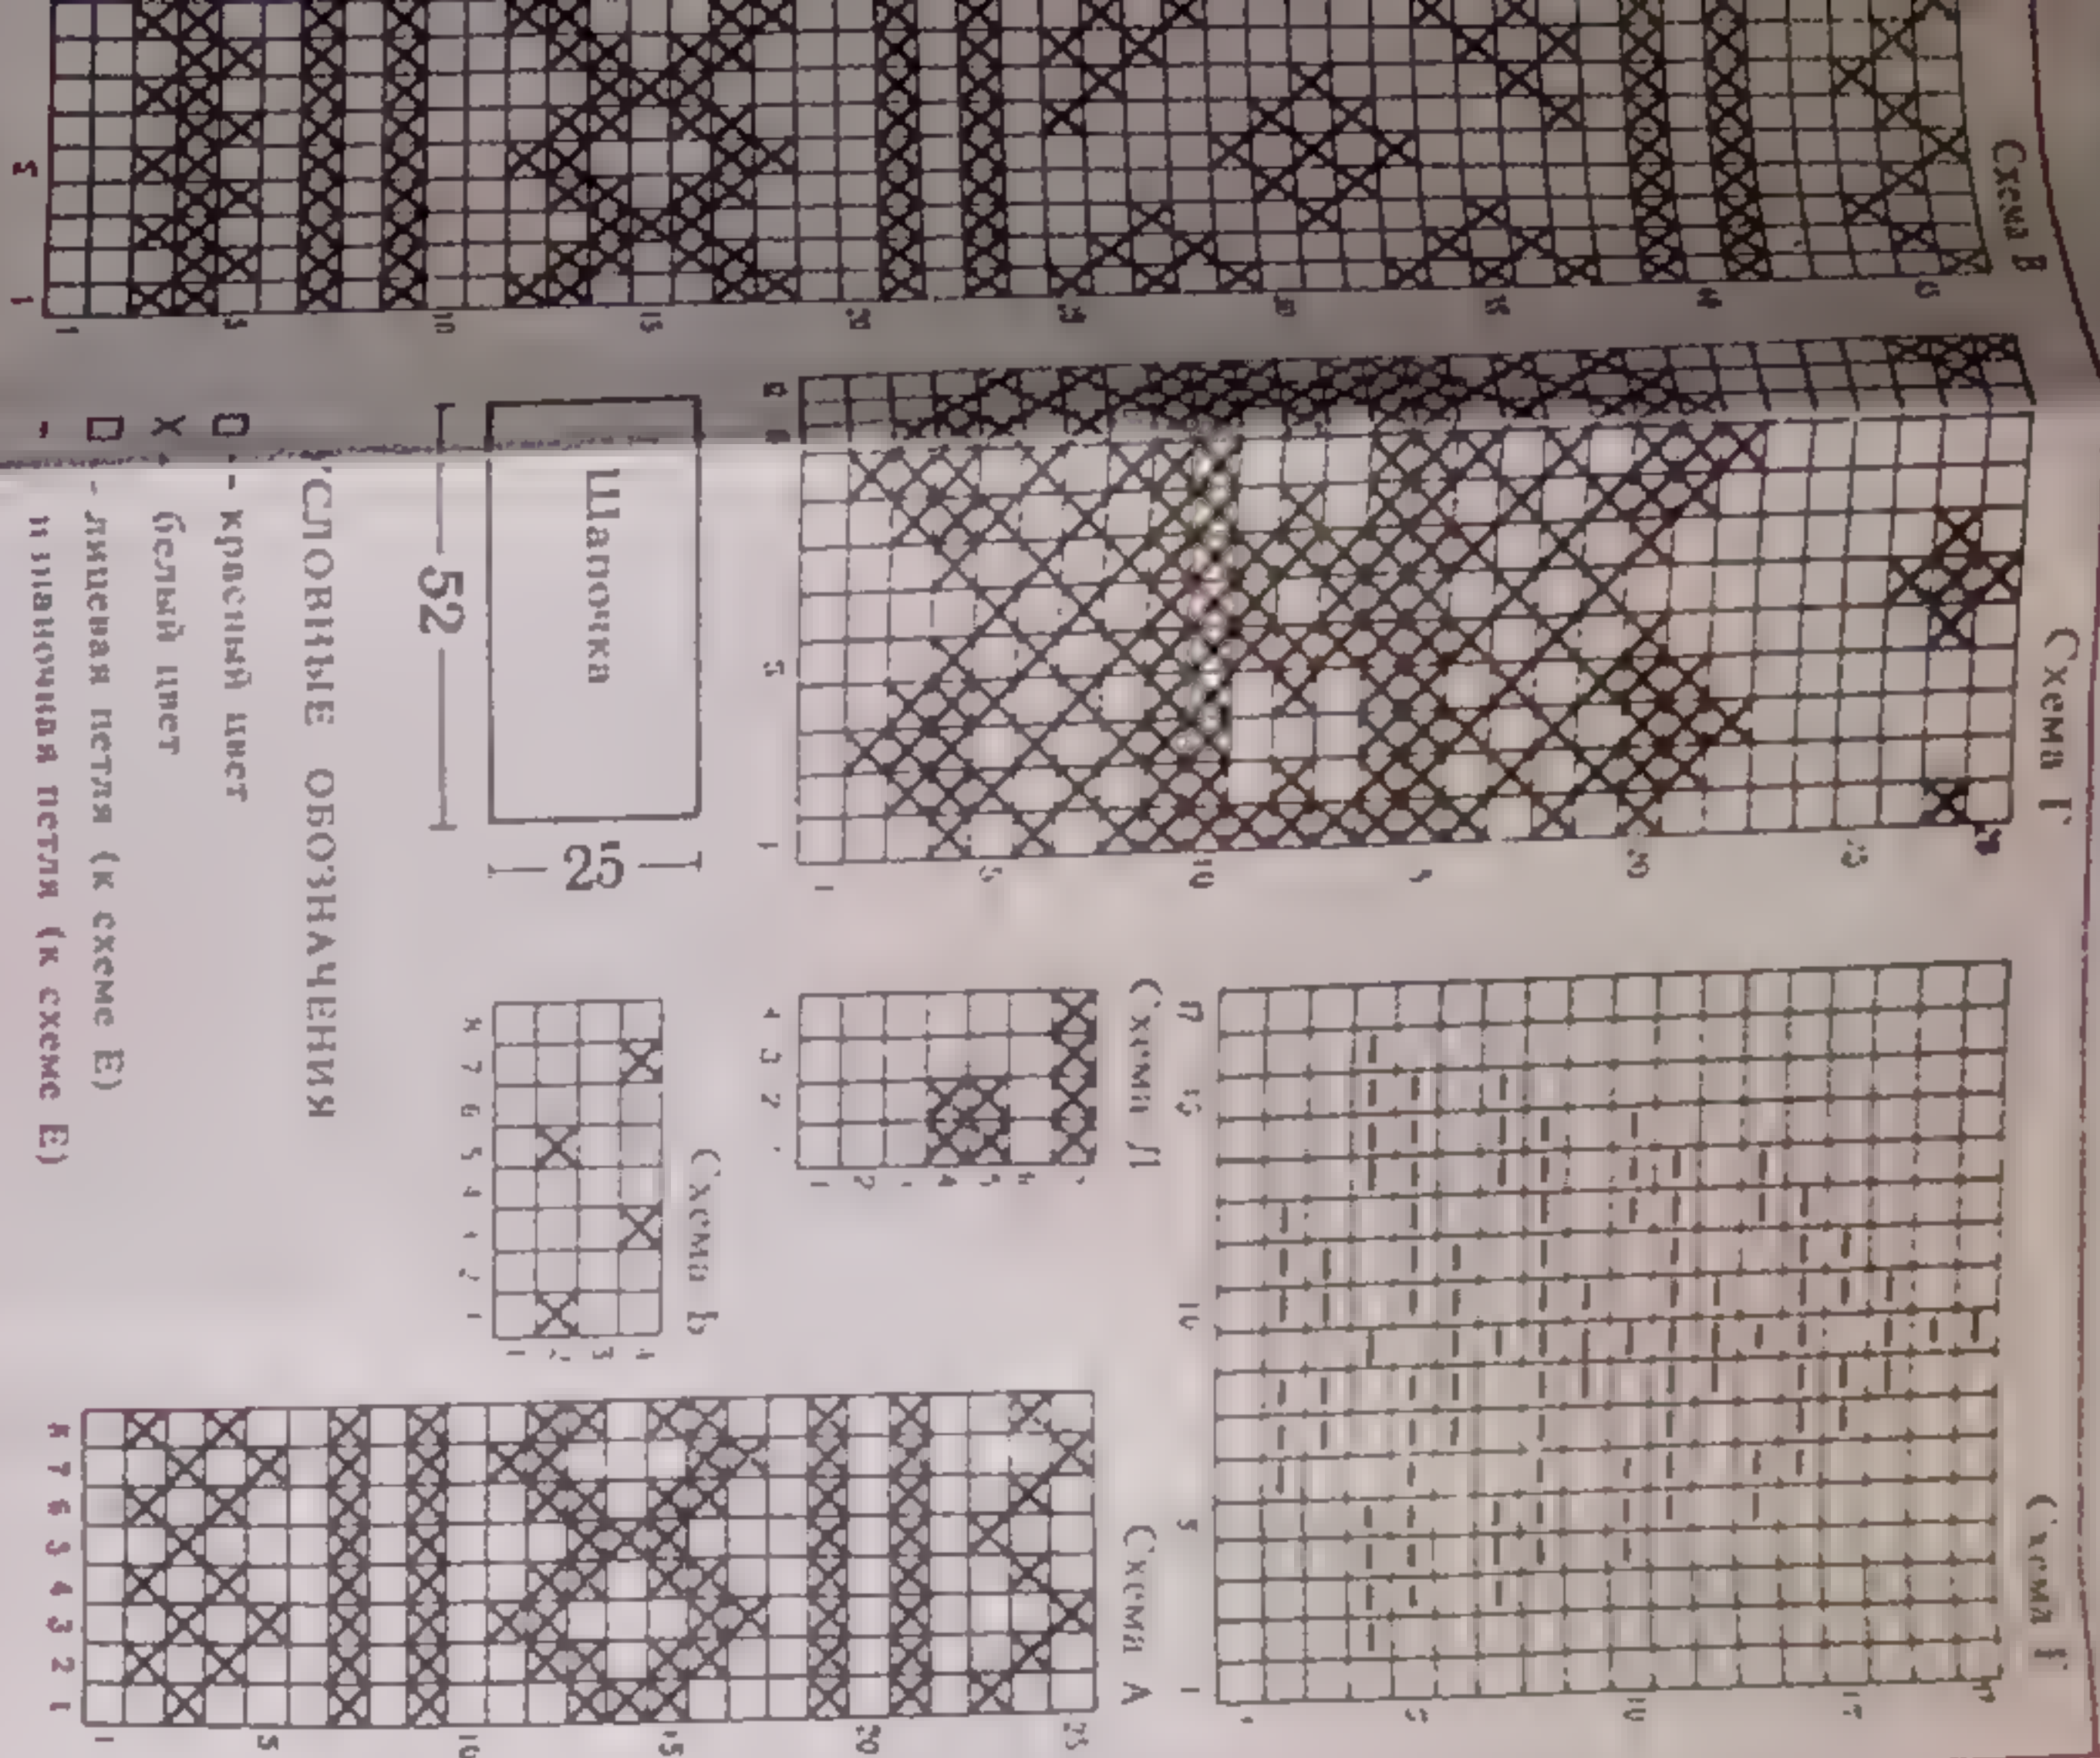 Схема В
Схема Г
Схема Д
Схема Е
Схема Б
Схема А
Шапочка
52
25
УСЛОВНЫЕ ОБОЗНАЧЕНИЯ
- красный цвет
X - белый цвет
- лицевая петля (к схеме Е)
- изнаночная петля (к схеме Е)